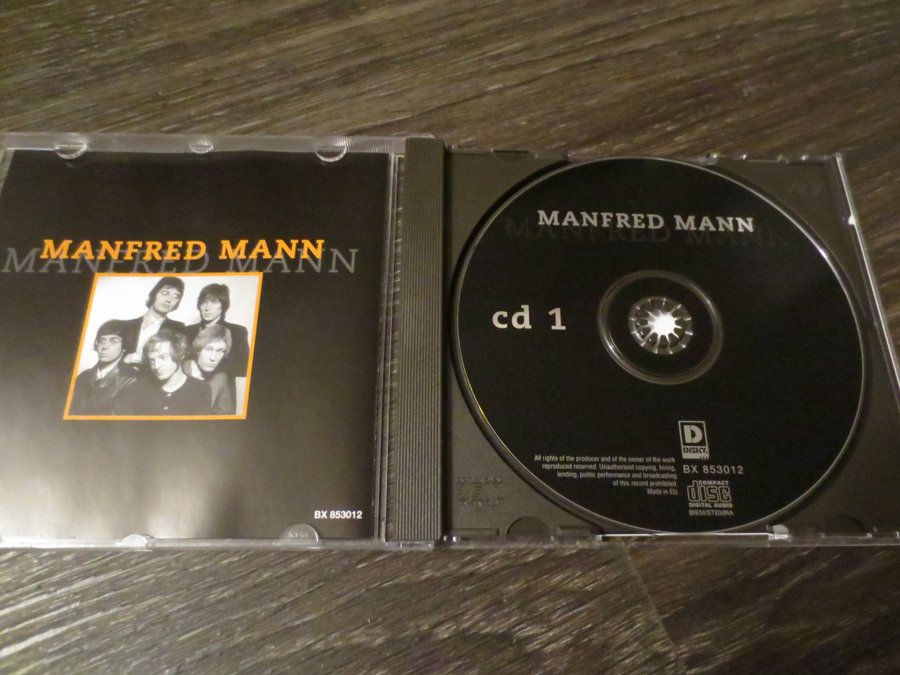 MANFRED MANN
MANFRED MANN
BX 853012
MANFRED MANN
MANFRED MANN
cd 1
D
DISKY
BX 853012
All rights of the producer and of the owner of the work
reproduced reserved. Unauthorised copying, hiring,
lending, public performance and broadcasting
of this record prohibited.
Made in EU.
COMPACT
disc
DIGITAL AUDIO
BIEM/STEMRA